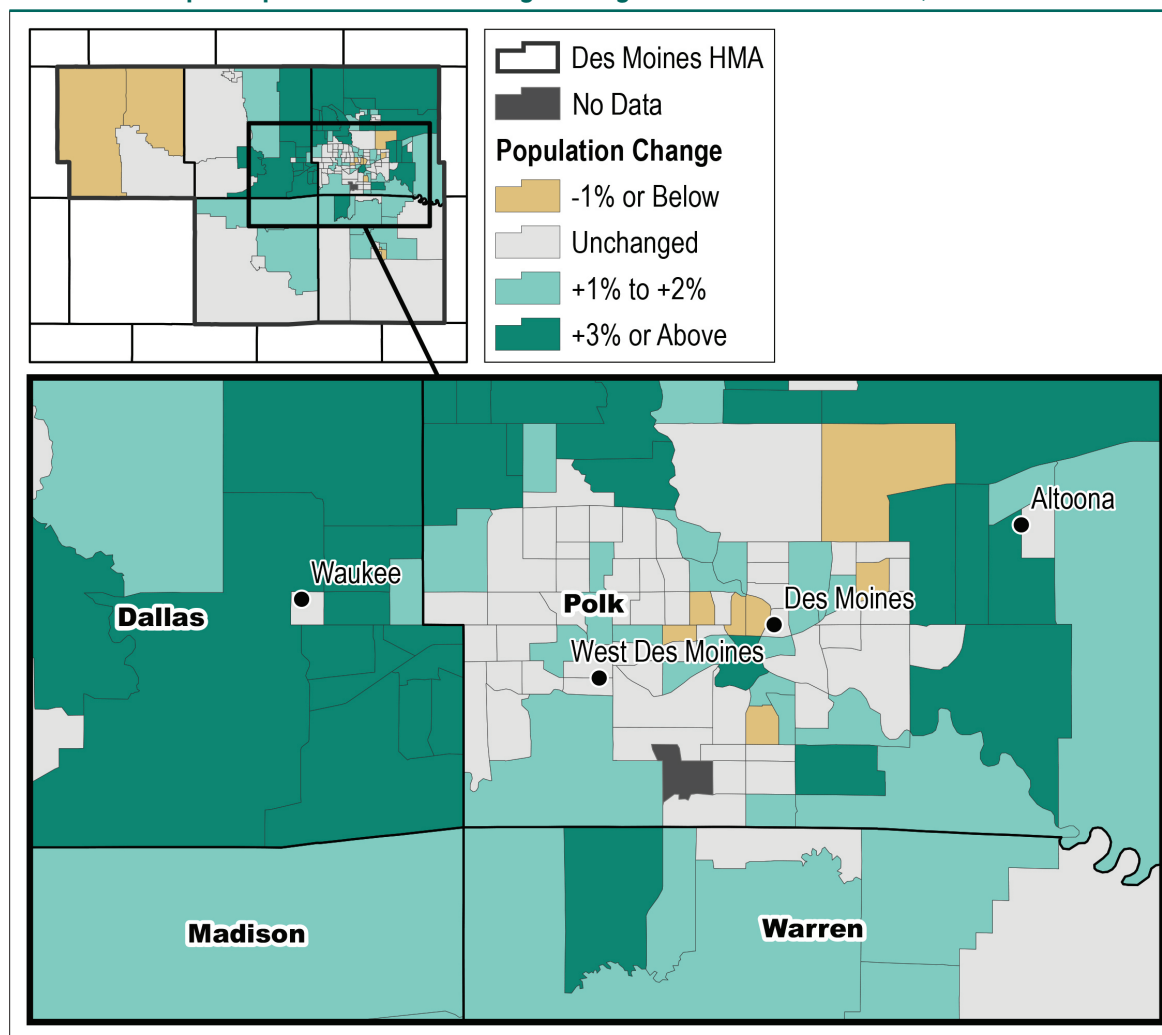 Des Moines HMA
No Data
Population Change
-1% or Below
Unchanged
+1% to +2%
+3% or Above
Altoona
Waukee
Dallas
Polk
Des Moines
West Des Moines
Madison
Warren